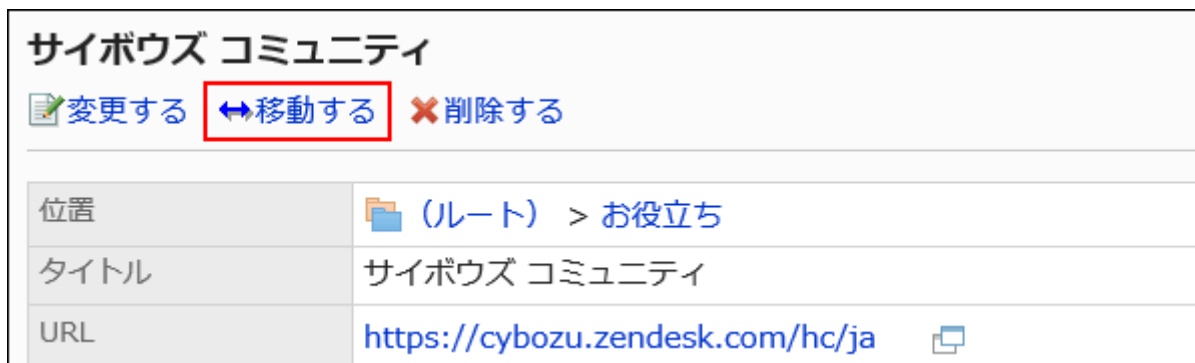 サイボウズ コミュニティ
変更する 移動する 削除する
位置 (ルート) > お役立ち
タイトル サイボウズ コミュニティ
URL https://cybozu.zendesk.com/hc/ja